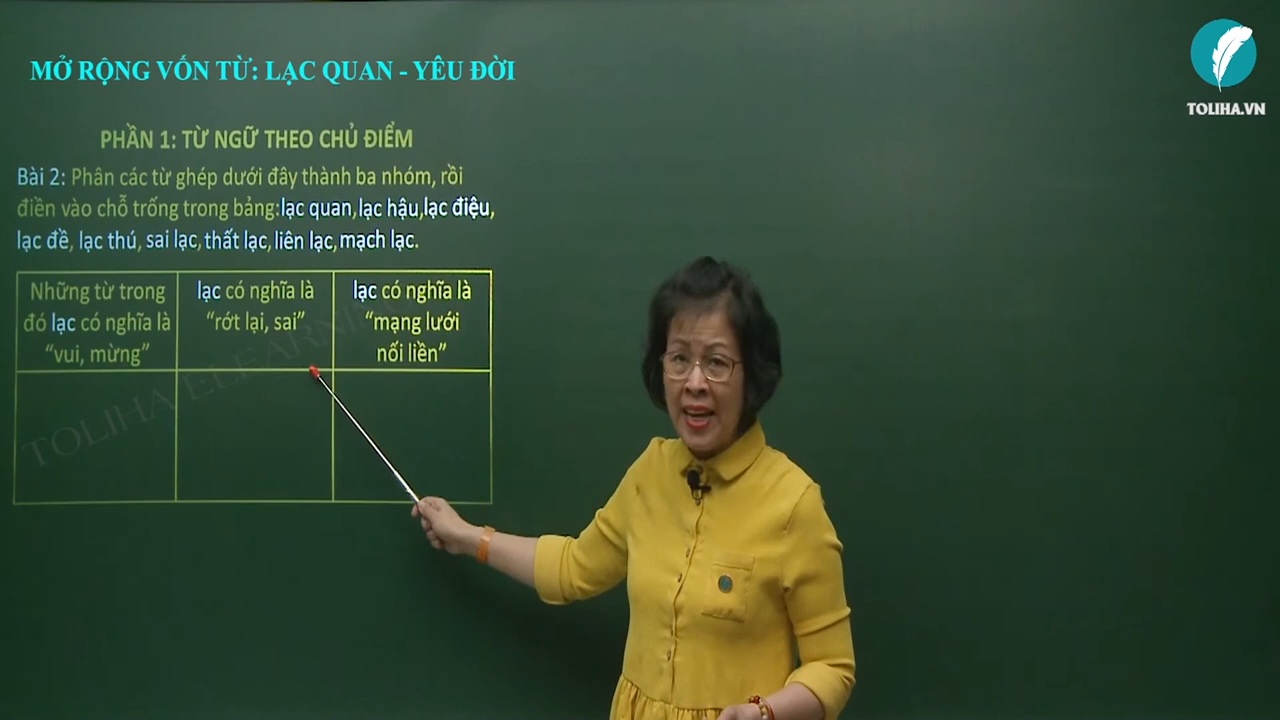 MỞ RỘNG VỐN TỪ: LẠC QUAN - YÊU ĐỜI
TOLIHA.VN
PHẦN 1: TỪ NGỮ THEO CHỦ ĐIỂM
Bài 2: Phân các từ ghép dưới đây thành ba nhóm, rồi
điền vào chỗ trống trong bảng:lạc quan,lạc hậu,lạc điệu,
lạc đề, lạc thú, sai lạc,thất lạc,liên lạc,mạch lạc.
Những từ trong
đó lạc có nghĩa là
"vui, mừng"
lạc có nghĩa là
"rớt lại, sai"
lạc có nghĩa là
"mạng lưới
nối liền"
TOLIHA ELEARNING